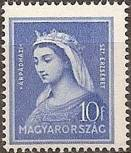 ÁRPÁDHÁZI
SZT. ERZSÉBET
10f
MAGYARORSZÁG